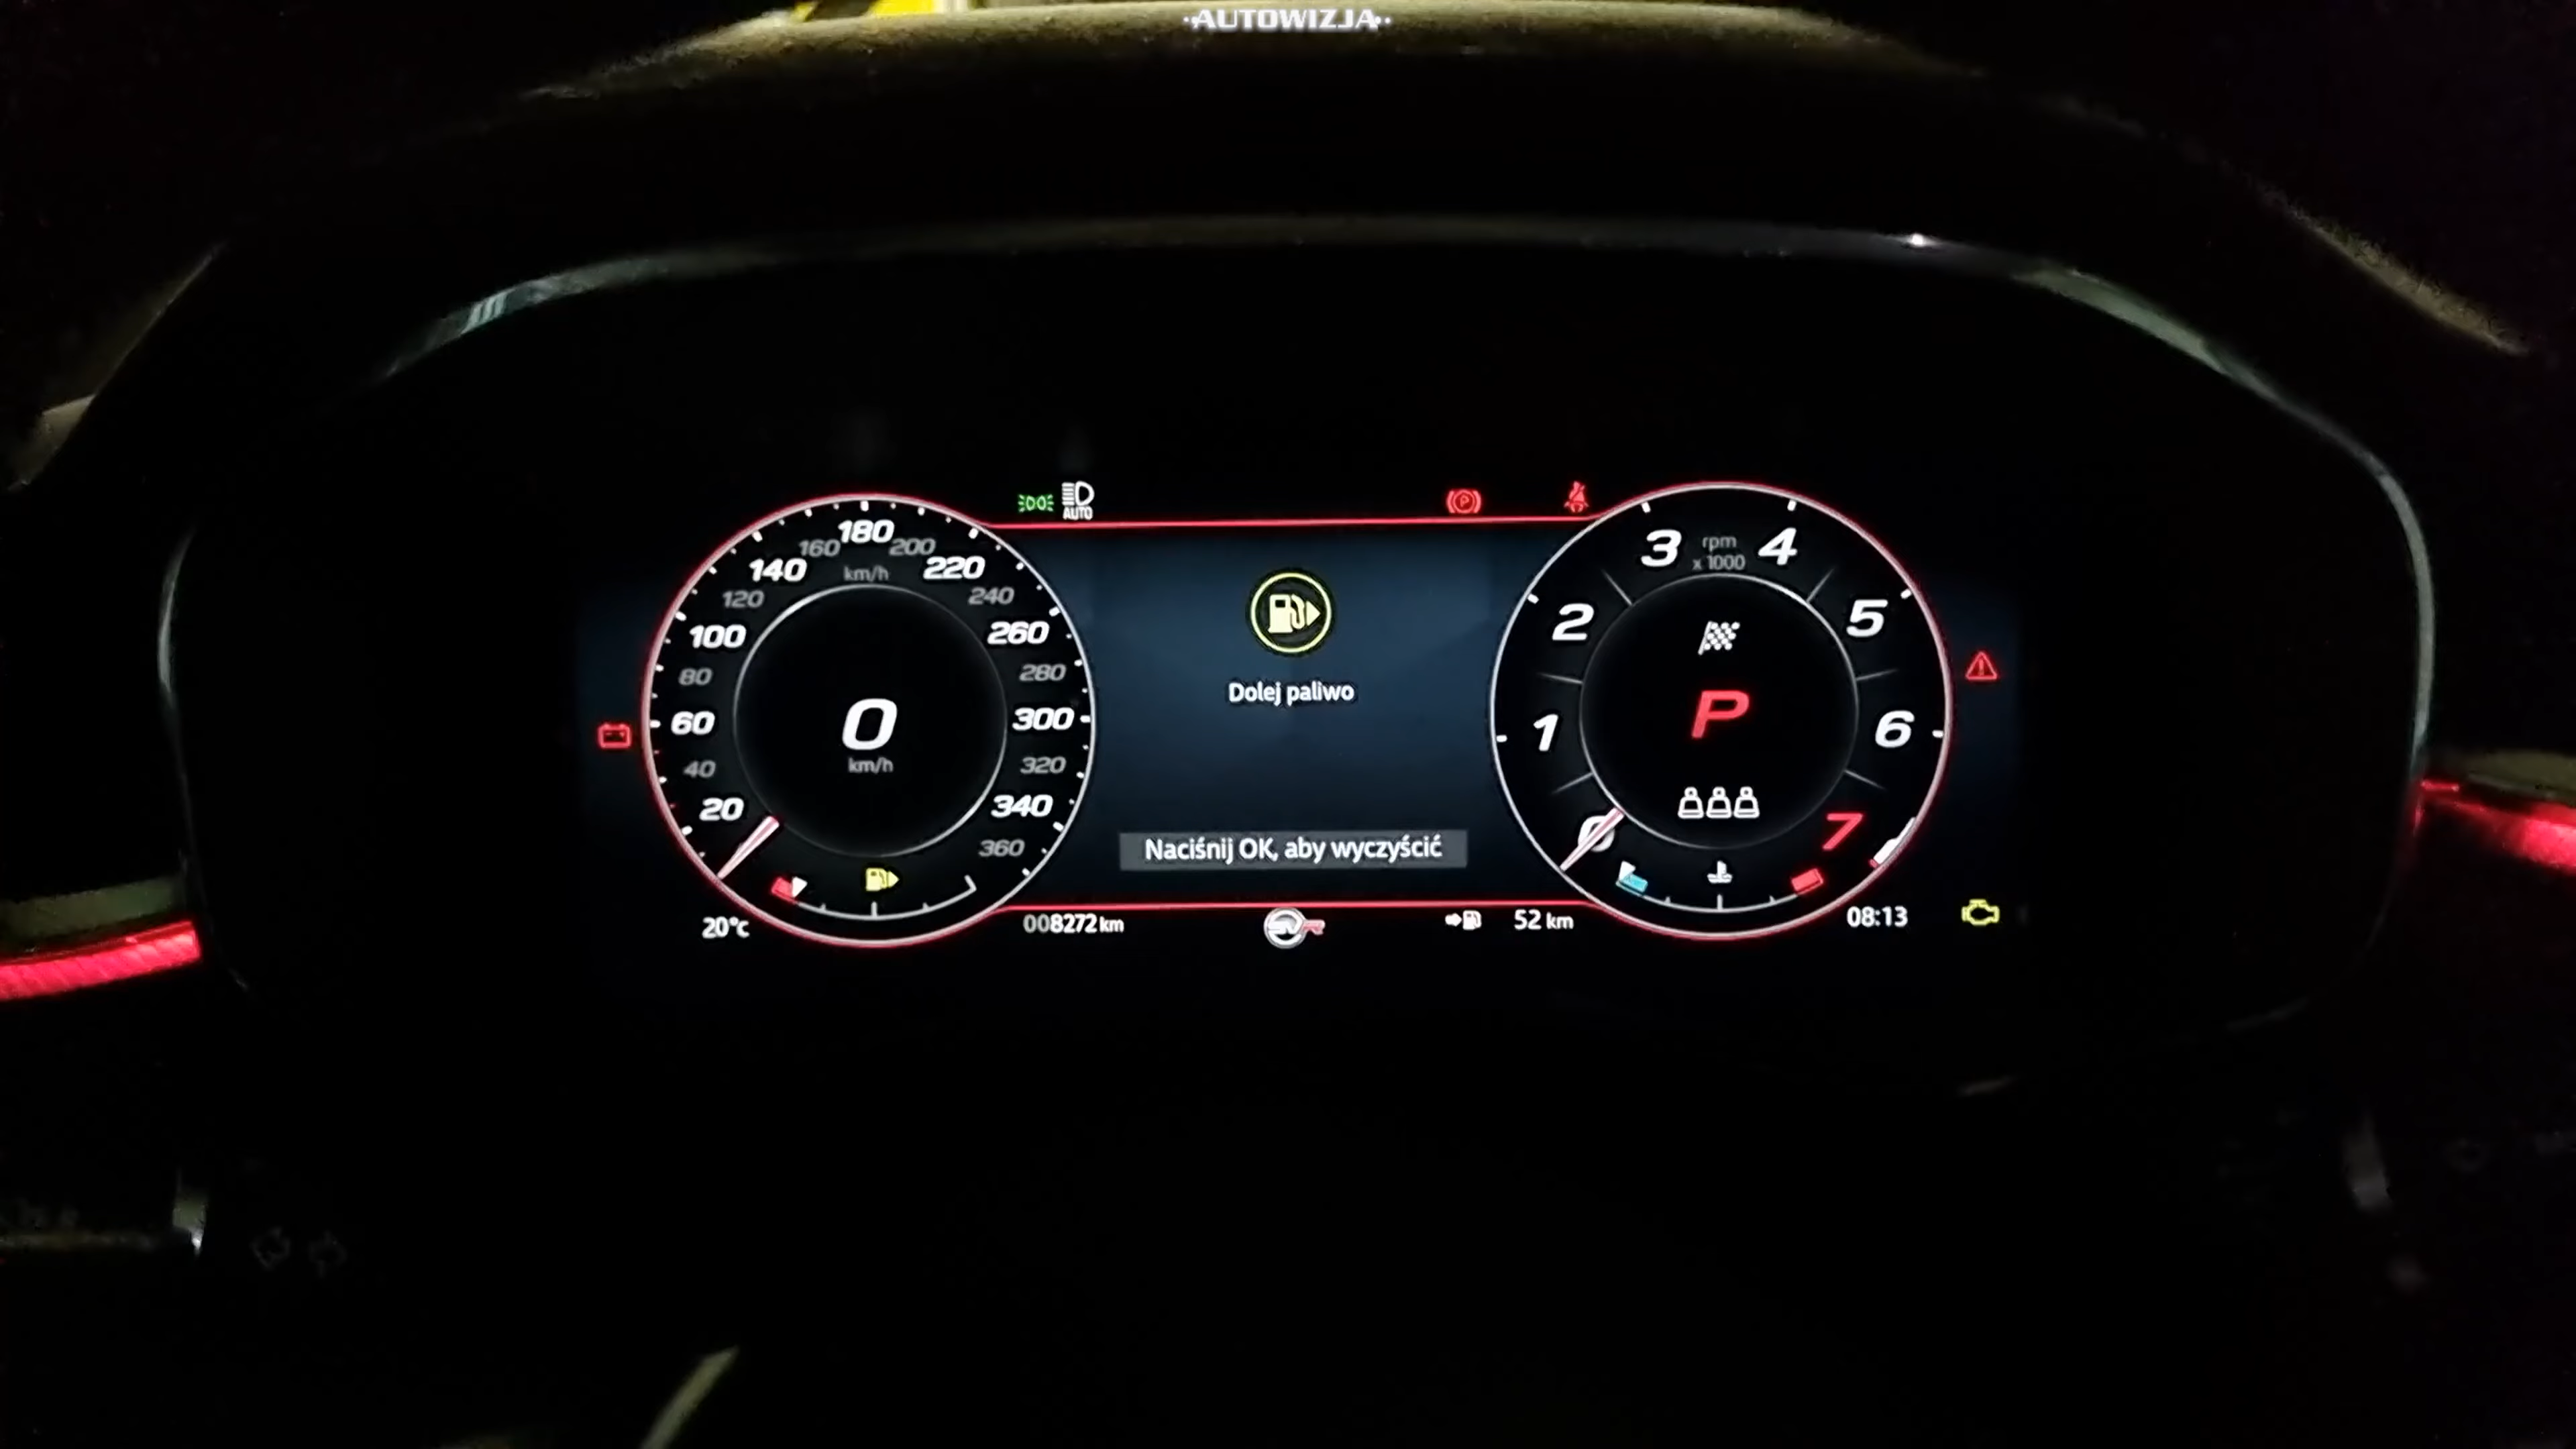 ·AUTOWIZJA·
AUTO
180
160
200
140
km/h
220
120
240
100
260
80
280
0
60
300
km/h
40
320
20
340
360
20°c
008272 km
Dolej paliwo
Naciśnij OK, aby wyczyścić
SVR
52 km
P
3
rpm
x 1000
4
2
5
P
1
6
0
7
08:13